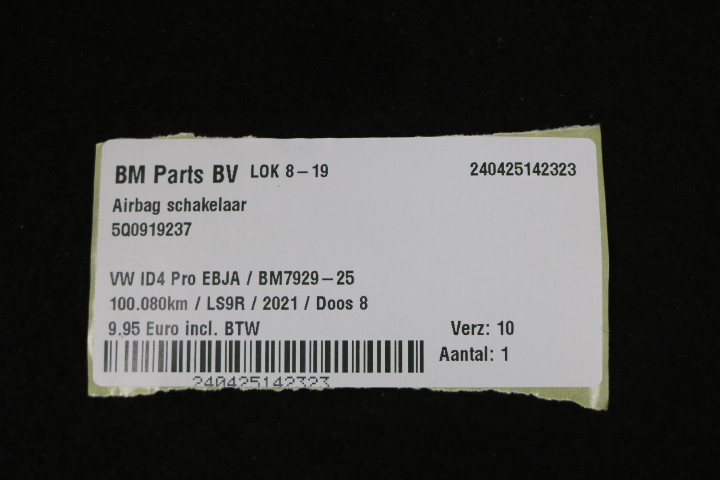 BM Parts BV LOK 8-19 240425142323
Airbag schakelaar
5Q0919237
VW ID4 Pro EBJA / BM7929-25
100.080km / LS9R / 2021 / Doos 8
9.95 Euro incl. BTW Verz: 10
Aantal: 1
240425142323